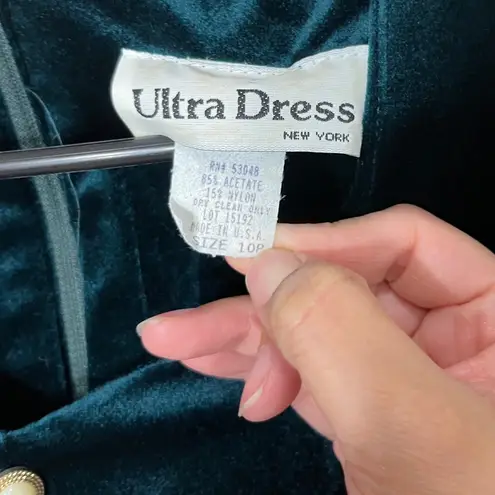 Ultra Dress
NEW YORK
RN# 53048
85% ACETATE
15% NYLON
DRY CLEAN ONLY
LOT 15192
MADE IN U.S.A.
SIZE 10P